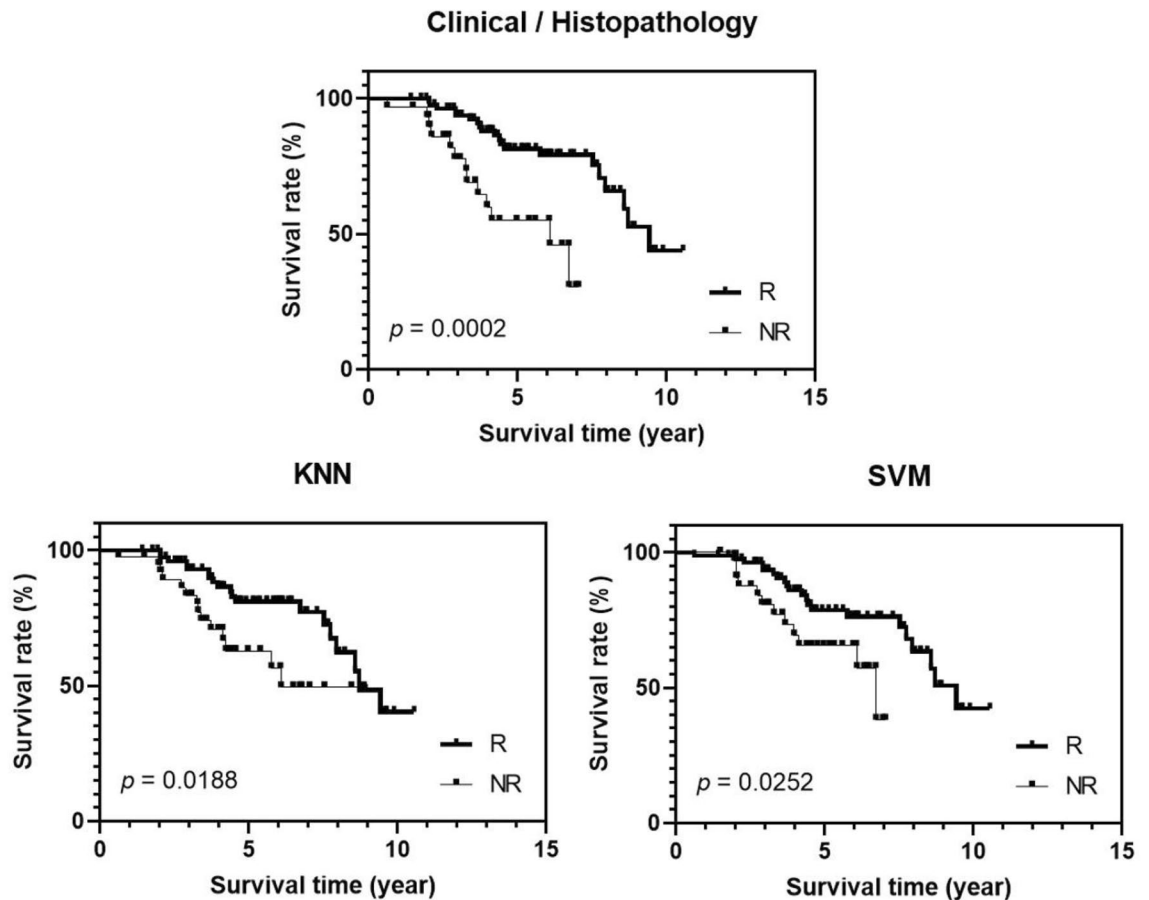 Clinical / Histopathology
Survival rate (%)
100
50
0
R
NR
p = 0.0002
0 5 10 15
Survival time (year)
KNN
Survival rate (%)
100
50
0
R
NR
p = 0.0188
0 5 10 15
Survival time (year)
SVM
Survival rate (%)
100
50
0
R
NR
p = 0.0252
0 5 10 15
Survival time (year)